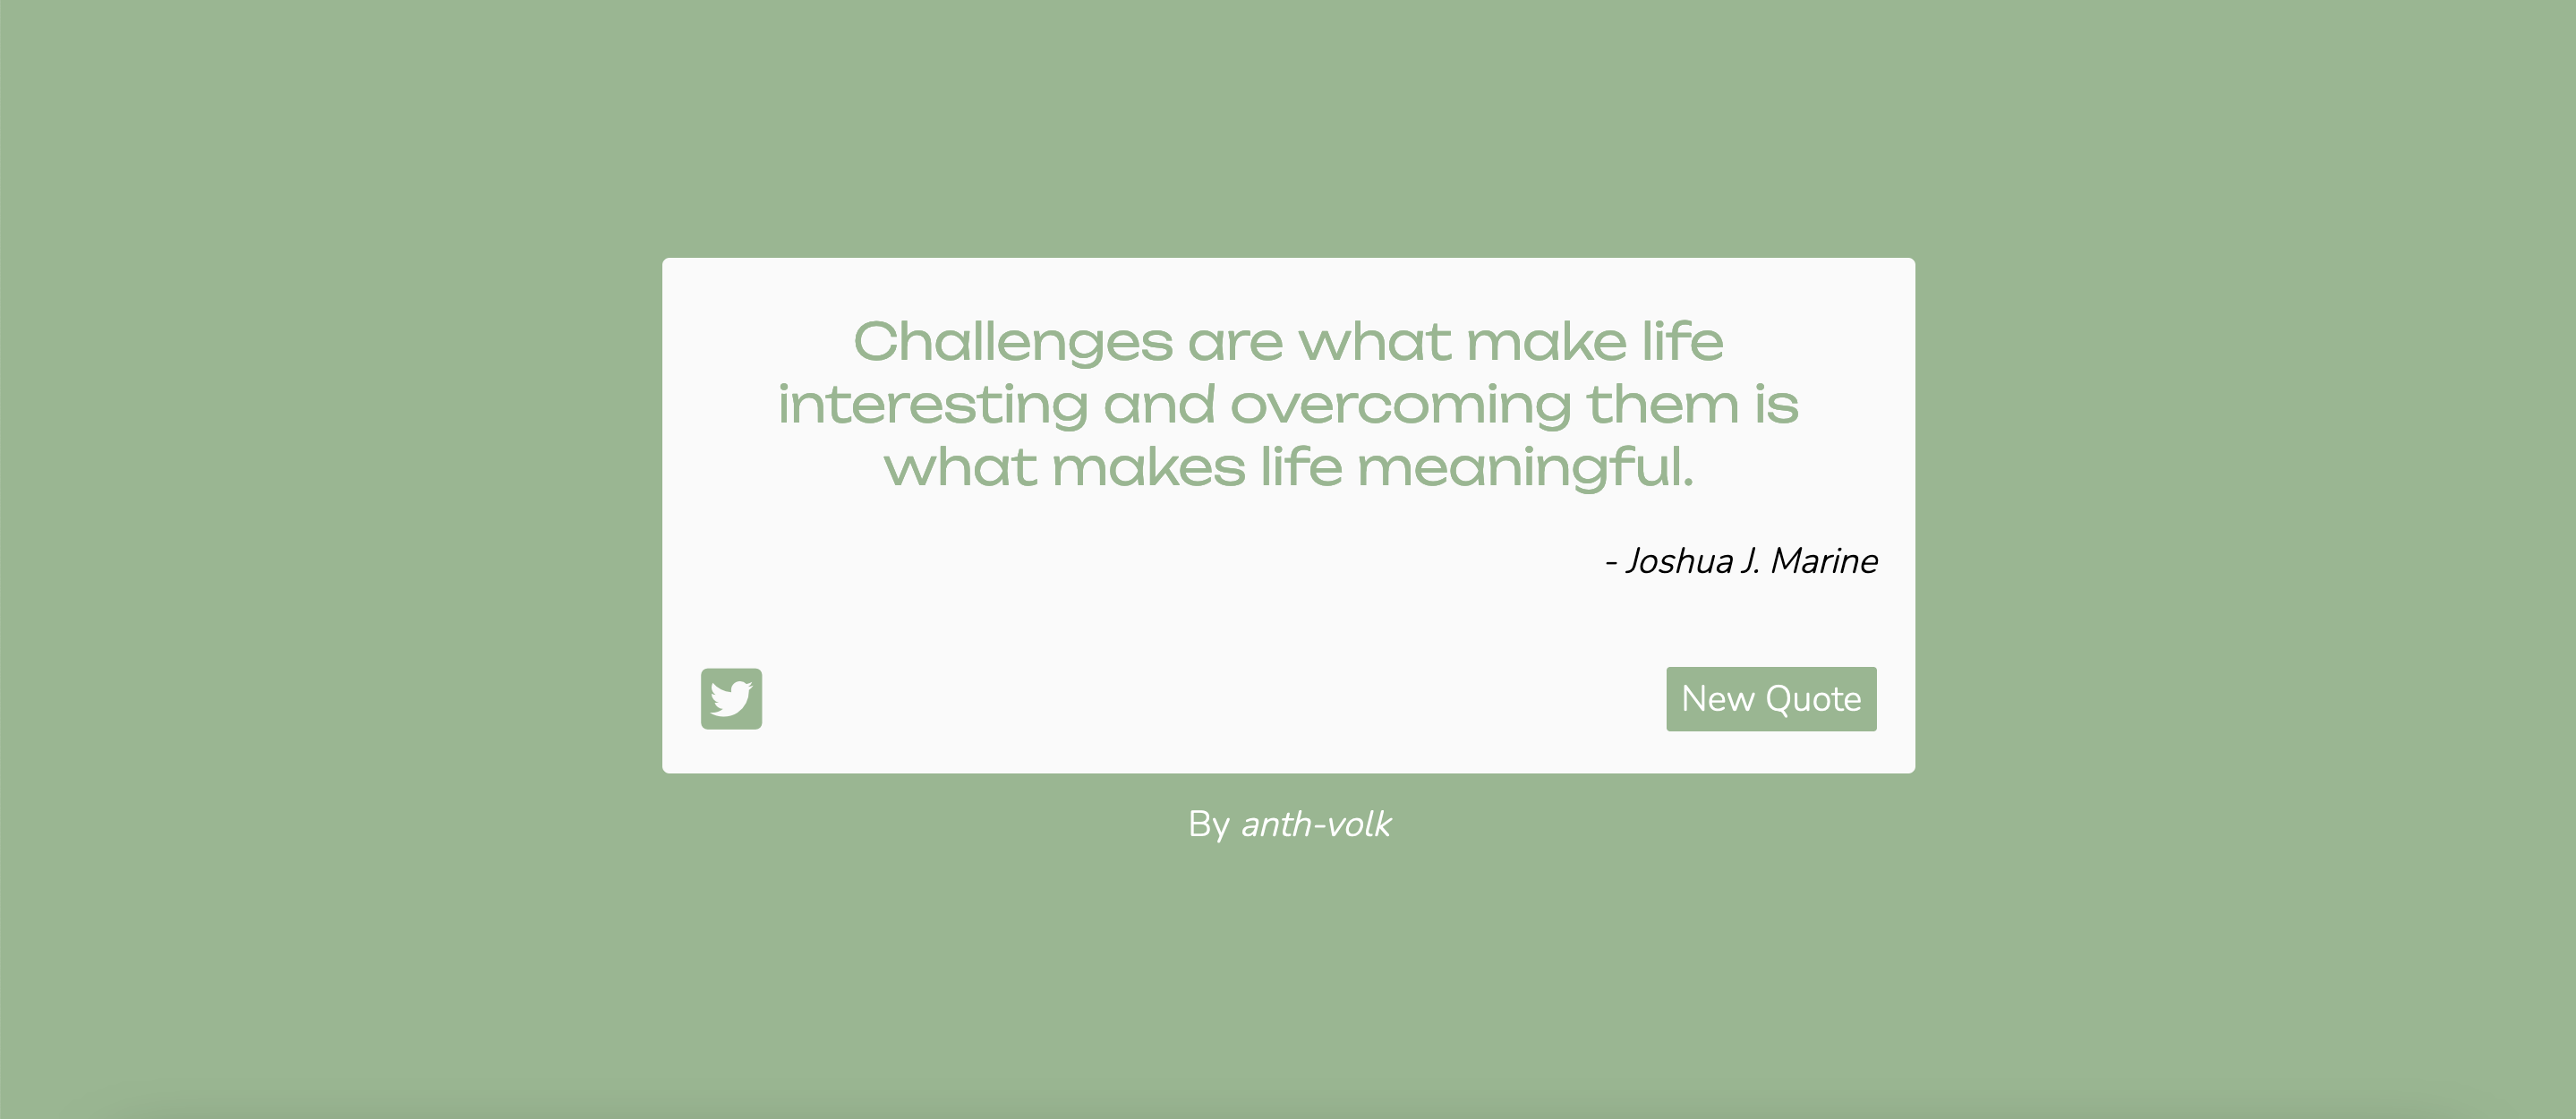 Challenges are what make life
interesting and overcoming them is
what makes life meaningful.
- Joshua J. Marine
New Quote
By anth-volk